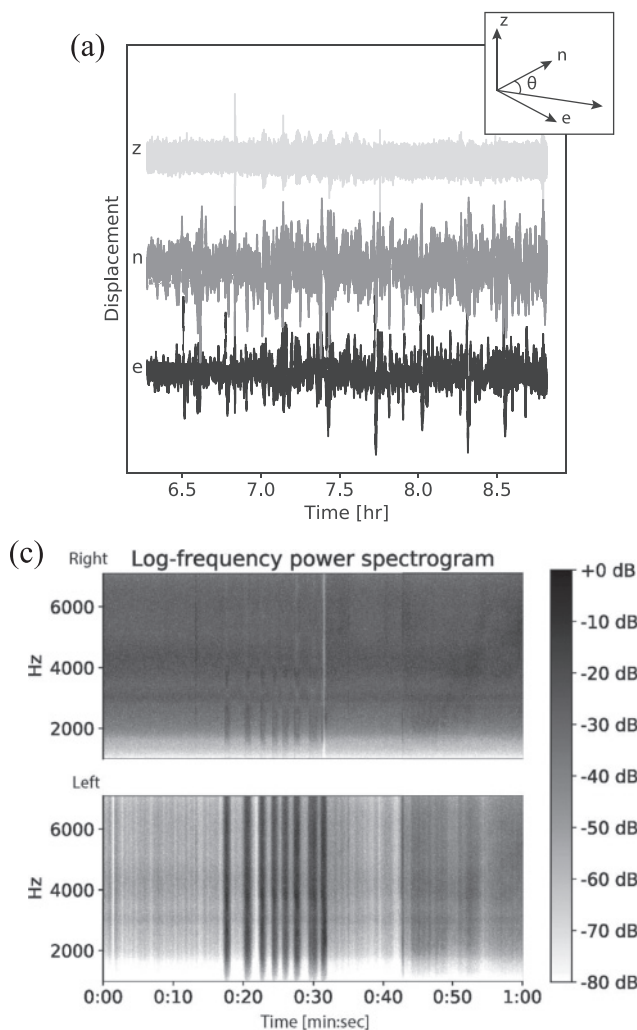 (a)
z
n
θ
e
z
n
e
Displacement
6.5 7.0 7.5 8.0 8.5
Time [hr]
(c)
Right
Log-frequency power spectrogram
6000
4000
2000
Hz
Left
6000
4000
2000
Hz
0:00 0:10 0:20 0:30 0:40 0:50 1:00
Time [min:sec]
+0 dB
-10 dB
-20 dB
-30 dB
-40 dB
-50 dB
-60 dB
-70 dB
-80 dB